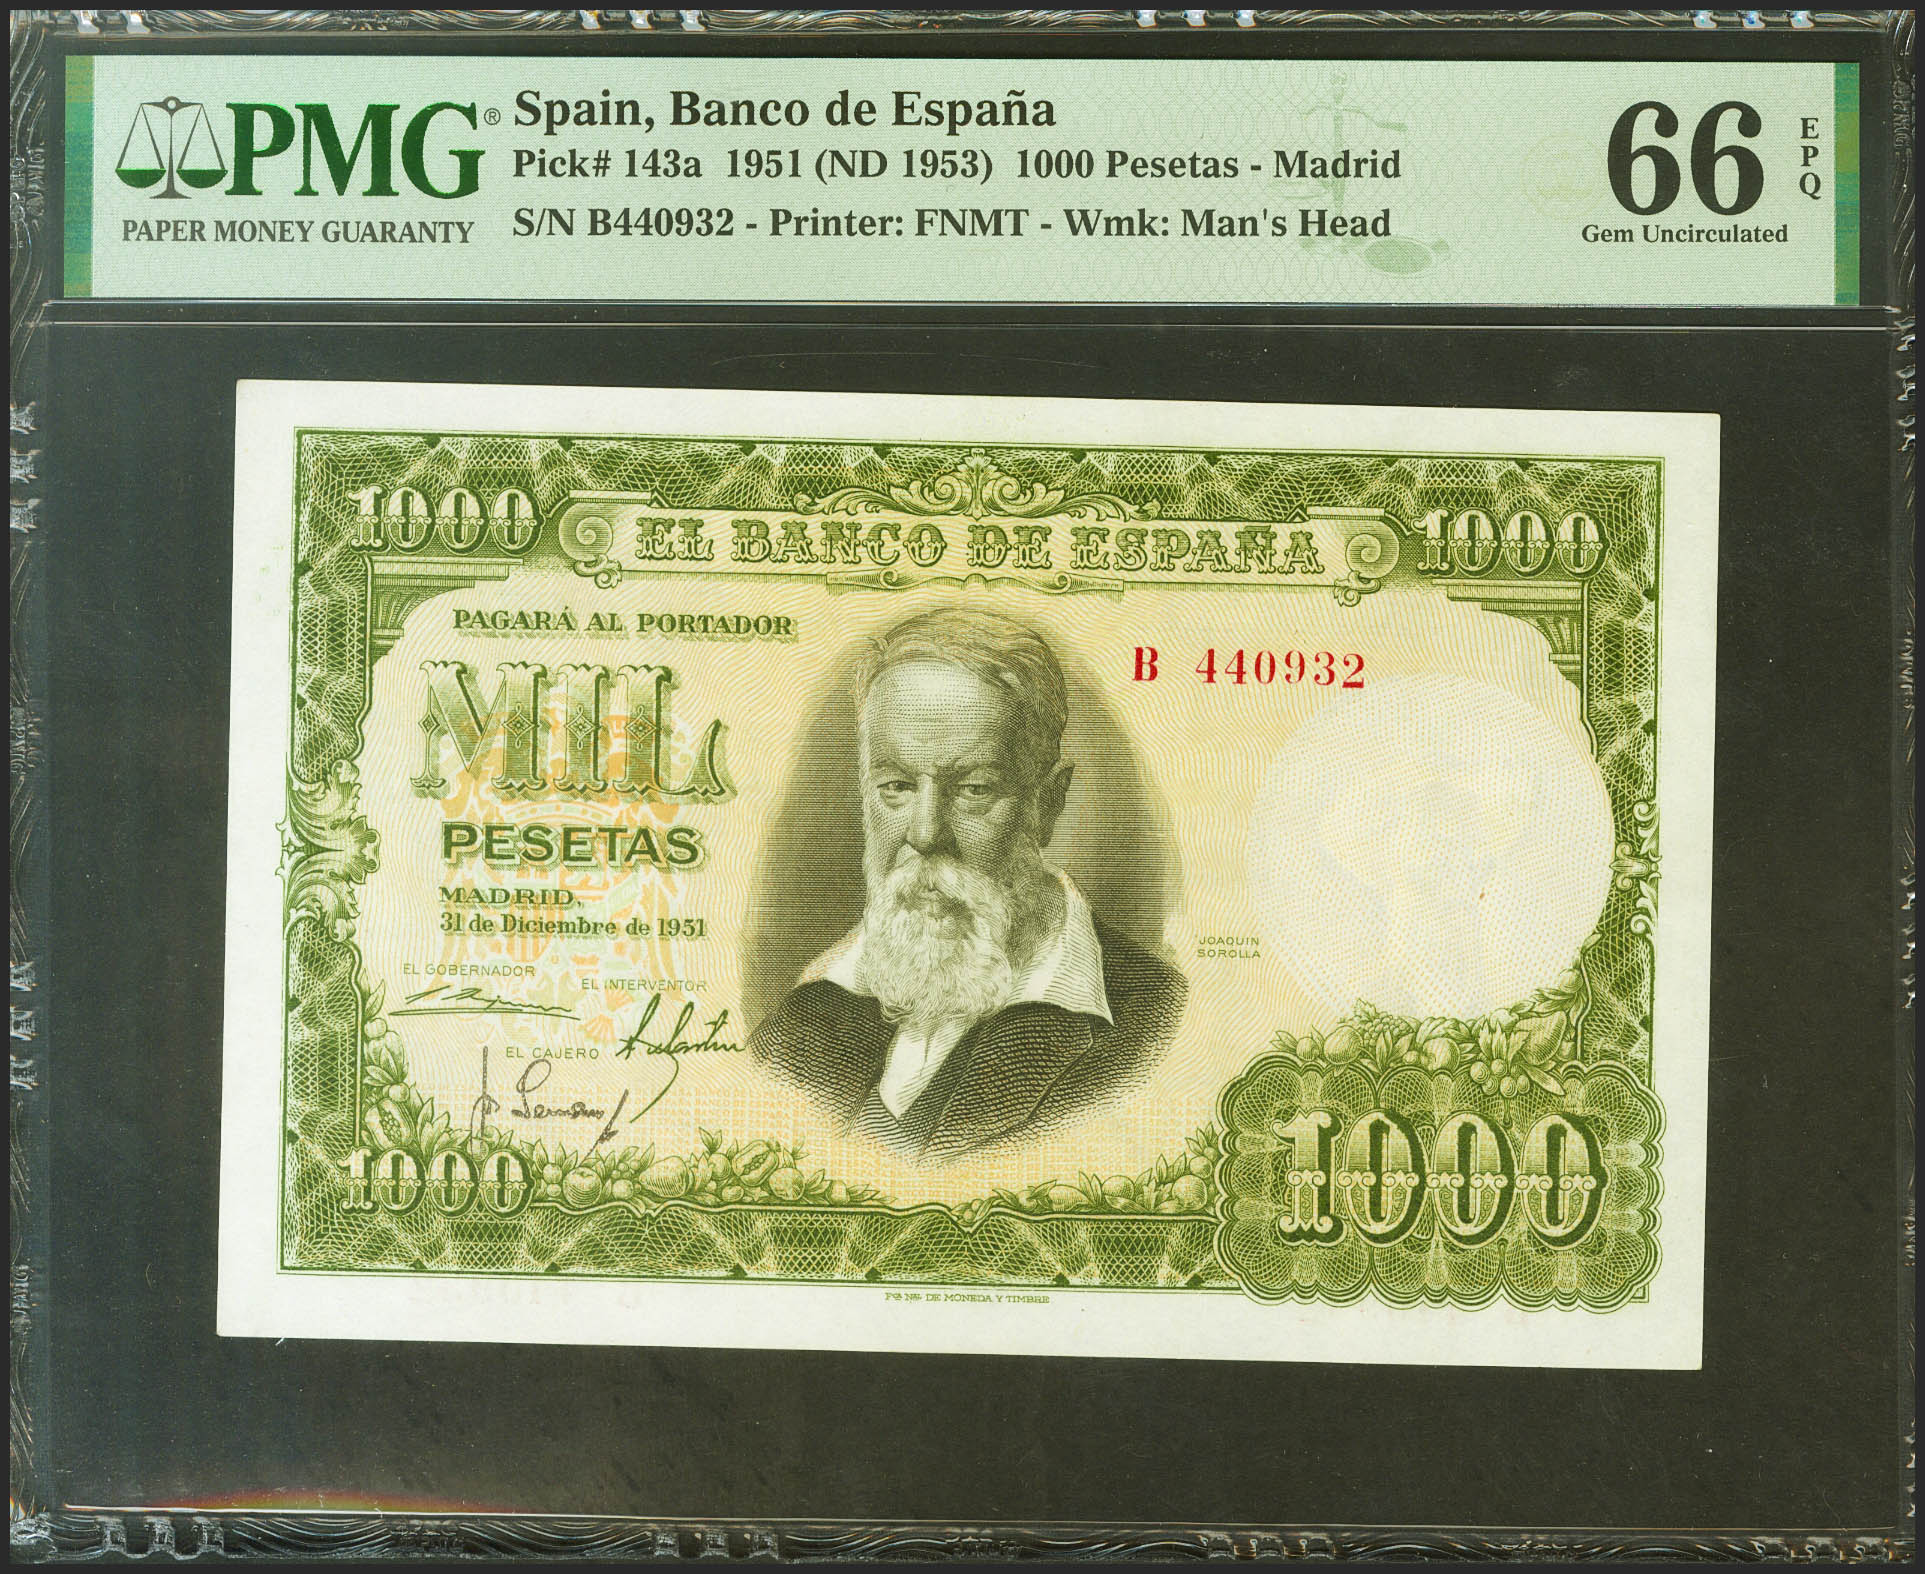 PMG®
PAPER MONEY GUARANTY
Spain, Banco de España
Pick# 143a 1951 (ND 1953) 1000 Pesetas - Madrid
S/N B440932 - Printer: FNMT - Wmk: Man's Head
66
EPQ
Gem Uncirculated
1000
EL BANCO DE ESPAÑA
1000
PAGARÁ AL PORTADOR
MIL
PESETAS
MADRID,
31 de Diciembre de 1951
B 440932
JOAQUIN
SOROLLA
EL GOBERNADOR
EL INTERVENTOR
EL CAJERO
1000
1000
Fca. Nal. DE MONEDA Y TIMBRE